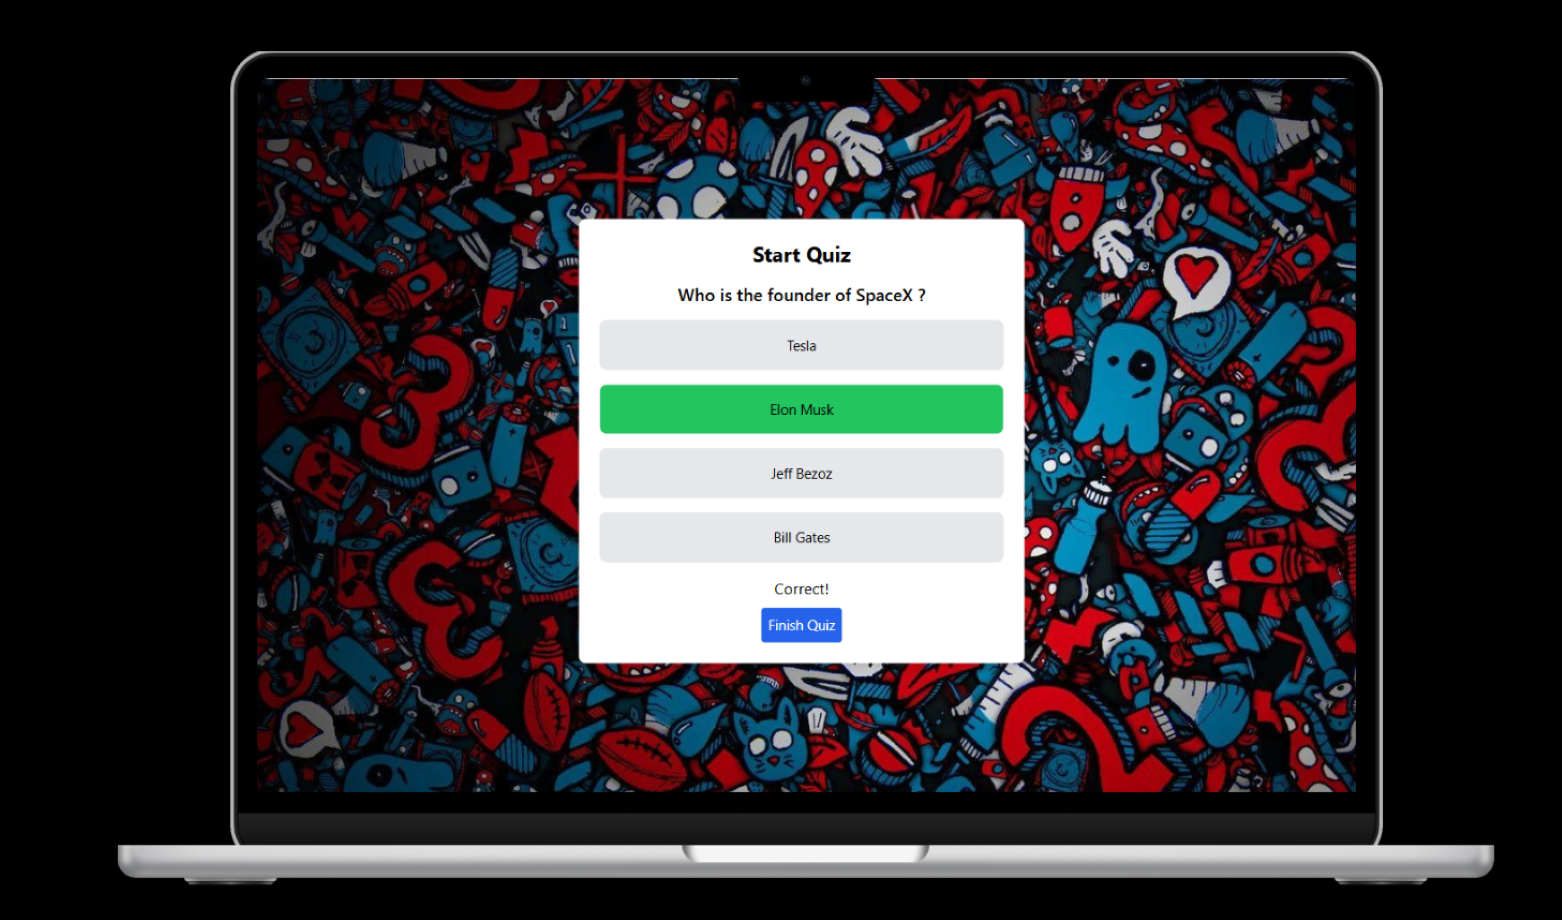 Start Quiz
Who is the founder of SpaceX ?
Tesla
Elon Musk
Jeff Bezoz
Bill Gates
Correct!
Finish Quiz